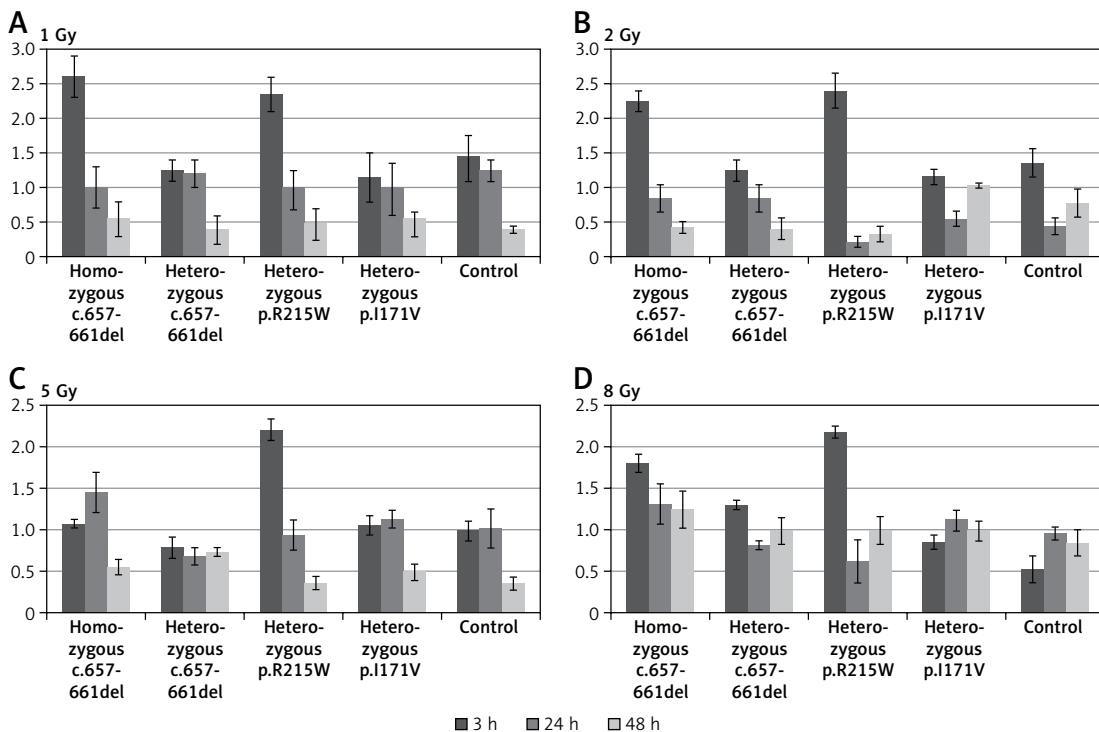 A
1 Gy
3.0
2.5
2.0
1.5
1.0
0.5
0
Homo- Hetero- Hetero- Hetero- Control
zygous zygous zygous zygous
c.657- c.657- p.R215W p.I171V
661del 661del
B
2 Gy
3.0
2.5
2.0
1.5
1.0
0.5
0
Homo- Hetero- Hetero- Hetero- Control
zygous zygous zygous zygous
c.657- c.657- p.R215W p.I171V
661del 661del
C
5 Gy
2.5
2.0
1.5
1.0
0.5
0
Homo- Hetero- Hetero- Hetero- Control
zygous zygous zygous zygous
c.657- c.657- p.R215W p.I171V
661del 661del
D
8 Gy
2.5
2.0
1.5
1.0
0.5
0
Homo- Hetero- Hetero- Hetero- Control
zygous zygous zygous zygous
c.657- c.657- p.R215W p.I171V
661del 661del
3 h 24 h 48 h